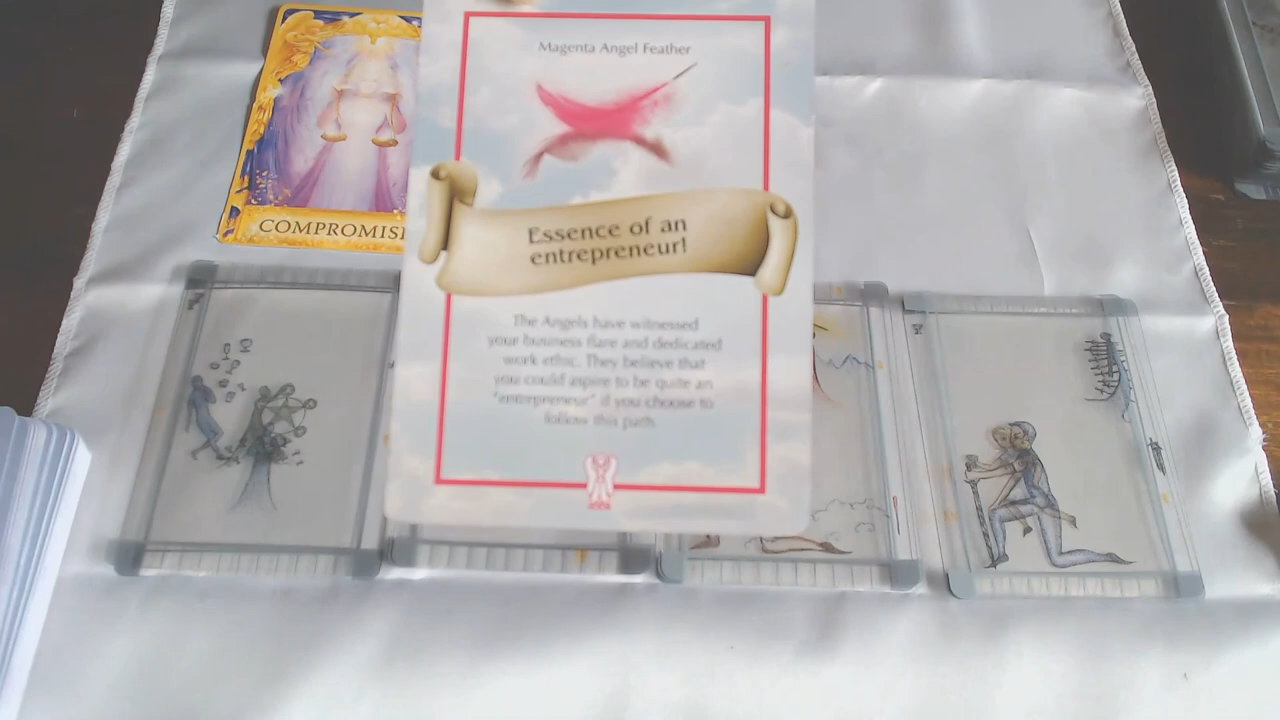 Magenta Angel Feather
COMPROMISE
Essence of an
entrepreneur!
The Angels have witnessed
your business flare and dedicated
work ethic. They believe that
you could aspire to be quite an
"entrepreneur" if you choose to
follow this path.